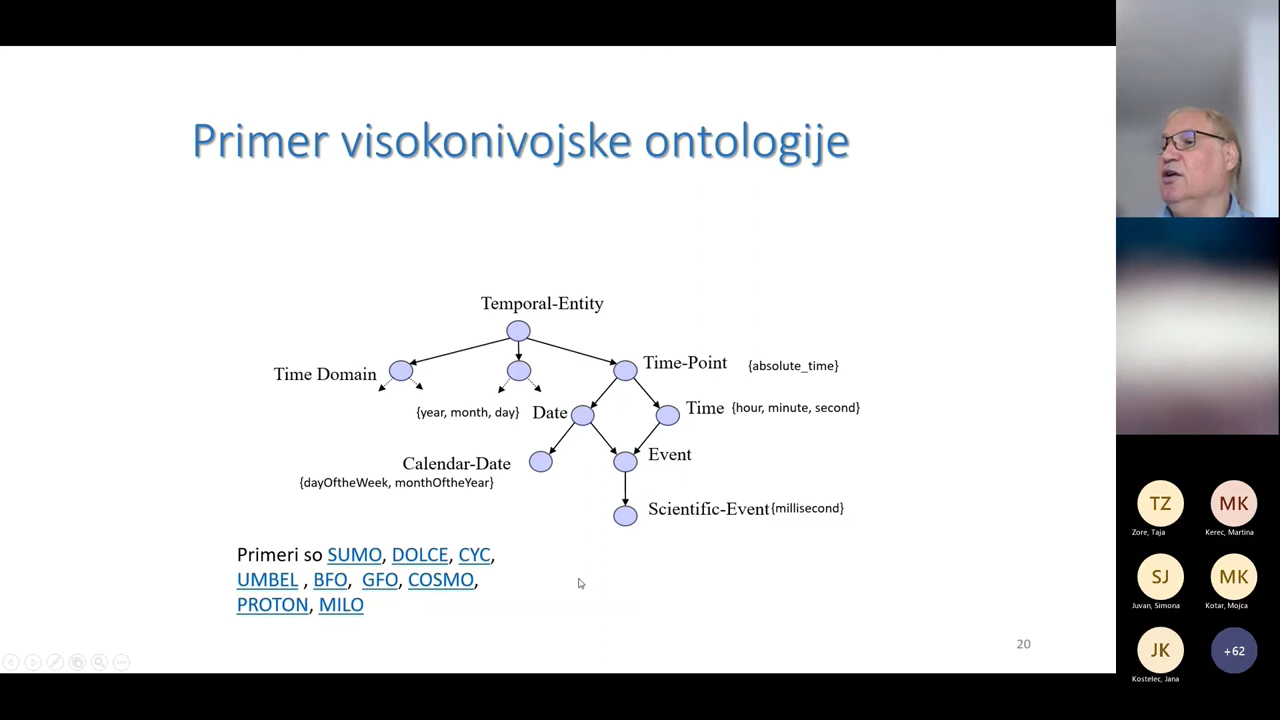 Primer visokonivojske ontologije
Temporal-Entity
Time Domain
Time-Point {absolute_time}
{year, month, day} Date
Time {hour, minute, second}
Calendar-Date
{dayOftheWeek, monthOftheYear}
Event
Scientific-Event {millisecond}
Primeri so SUMO, DOLCE, CYC,
UMBEL , BFO, GFO, COSMO,
PROTON, MILO
20
TZ
Zore, Taja
MK
Kerec, Martina
SJ
Juvan, Simona
MK
Kotar, Mojca
JK
Kostelec, Jana
+62